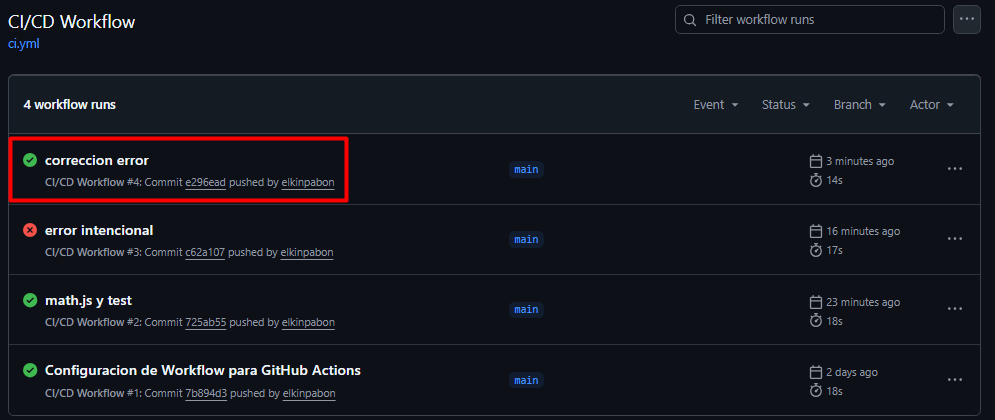 CI/CD Workflow
ci.yml
Filter workflow runs
4 workflow runs
Event Status Branch Actor
correccion error
CI/CD Workflow #4: Commit e296ead pushed by elkinpabon
main
3 minutes ago
14s
error intencional
CI/CD Workflow #3: Commit c62a107 pushed by elkinpabon
main
16 minutes ago
17s
math.js y test
CI/CD Workflow #2: Commit 725ab55 pushed by elkinpabon
main
23 minutes ago
18s
Configuracion de Workflow para GitHub Actions
CI/CD Workflow #1: Commit 7b894d3 pushed by elkinpabon
main
2 days ago
18s